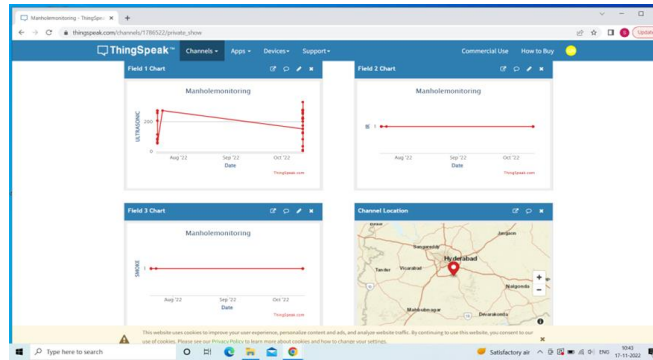 Manholemonitoring - ThingSpeak
thingspeak.com/channels/1786522/private_show
Update
ThingSpeak™
Channels
Apps
Devices
Support
Commercial Use
How to Buy
Field 1 Chart
Manholemonitoring
ULTRASONIC
200
0
Aug '22
Sep '22
Oct '22
Date
ThingSpeak.com
Field 2 Chart
Manholemonitoring
1
Aug '22
Sep '22
Oct '22
Date
ThingSpeak.com
Field 3 Chart
Manholemonitoring
SMOKE
1
Aug '22
Sep '22
Oct '22
Date
ThingSpeak.com
Channel Location
Jangaon
Sangareddy
Hyderabad
Tandur
Vikarabad
Nalgonda
Mahbubnagar
Devarakonda
+
−
This website uses cookies to improve your user experience, personalize content and ads, and analyse website traffic. By continuing to use this website, you consent to our
use of cookies. Please see our Privacy Policy to learn more about cookies and how to change your settings.
Type here to search
Satisfactory air
ENG
10:43
17-11-2022